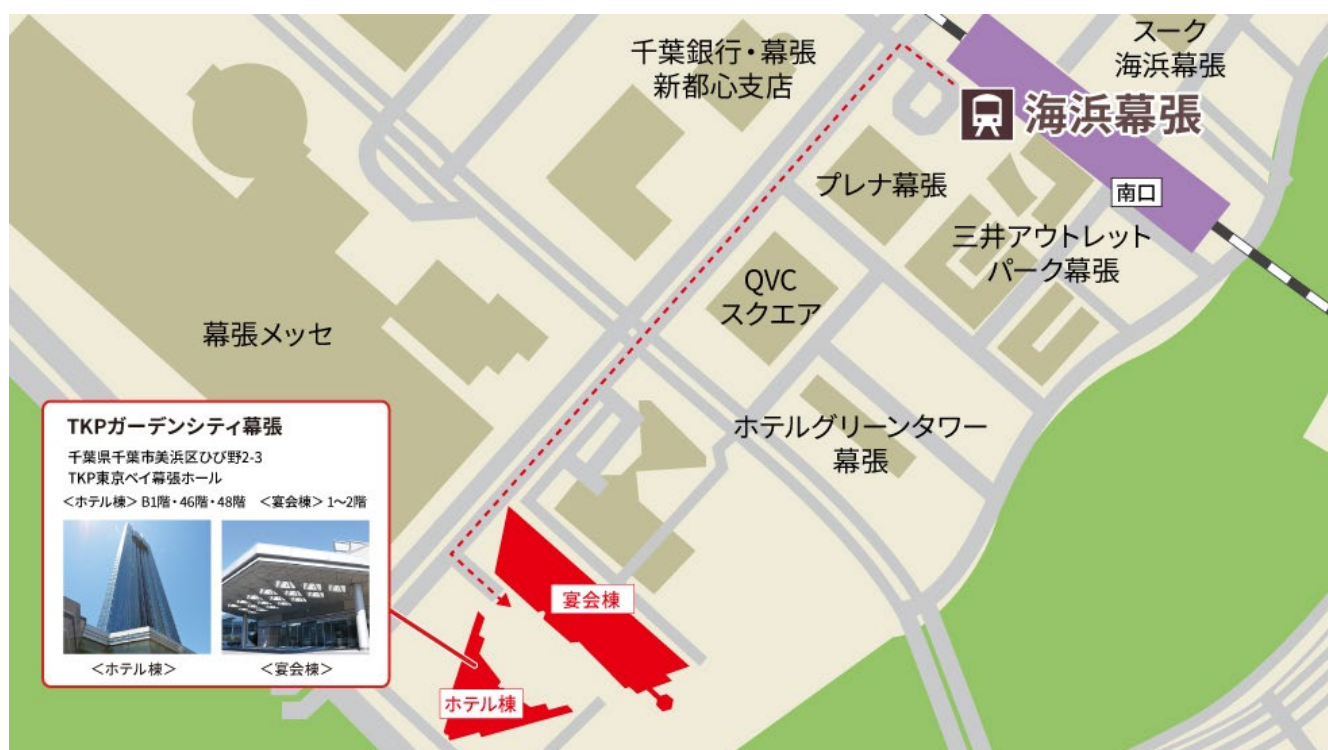 千葉銀行・幕張
新都心支店
スーク
海浜幕張
海浜幕張
プレナ幕張
南口
三井アウトレット
パーク幕張
QVC
スクエア
幕張メッセ
ホテルグリーンタワー
幕張
TKPガーデンシティ幕張
千葉県千葉市美浜区ひび野2-3
TKP東京ベイ幕張ホール
＜ホテル棟＞B1階・46階・48階 ＜宴会棟＞1～2階
＜ホテル棟＞
＜宴会棟＞
宴会棟
ホテル棟